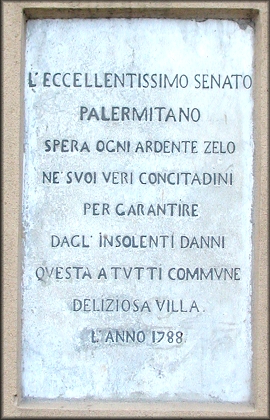 L'ECCELLENTISSIMO SENATO
PALERMITANO
SPERA OGNI ARDENTE ZELO
NE' SVOI VERI CONCITADINI
PER GARANTIRE
DAGL' INSOLENTI DANNI
QVESTA A TVTTI COMMVNE
DELIZIOSA VILLA.
L'ANNO 1788